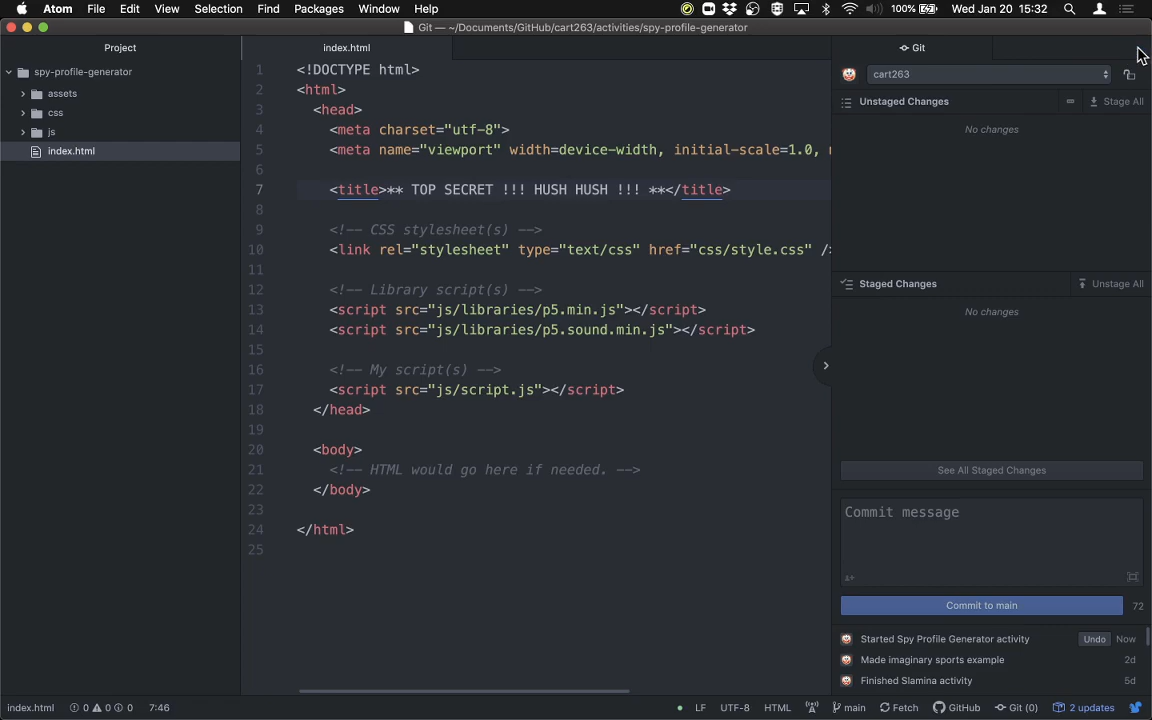 Atom File Edit View Selection Find Packages Window Help 100% Wed Jan 20 15:32
Git — ~/Documents/GitHub/cart263/activities/spy-profile-generator
Project
spy-profile-generator
assets
css
js
index.html
index.html
1 <!DOCTYPE html>
2 <html>
3 <head>
4 <meta charset="utf-8">
5 <meta name="viewport" width=device-width, initial-scale=1.0,
6
7 <title>** TOP SECRET !!! HUSH HUSH !!! **</title>
8
9 <!-- CSS stylesheet(s) -->
10 <link rel="stylesheet" type="text/css" href="css/style.css" />
11
12 <!-- Library script(s) -->
13 <script src="js/libraries/p5.min.js"></script>
14 <script src="js/libraries/p5.sound.min.js"></script>
15
16 <!-- My script(s) -->
17 <script src="js/script.js"></script>
18 </head>
19
20 <body>
21 <!-- HTML would go here if needed. -->
22 </body>
23
24 </html>
25
Git
cart263
Unstaged Changes Stage All
No changes
Staged Changes Unstage All
No changes
See All Staged Changes
Commit message
Commit to main 72
Started Spy Profile Generator activity Undo Now
Made imaginary sports example 2d
Finished Slamina activity 5d
index.html 0 0 0 7:46 LF UTF-8 HTML main Fetch GitHub Git (0) 2 updates